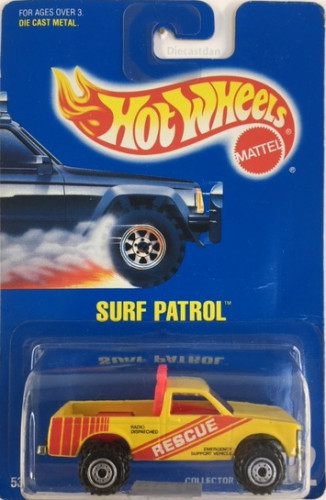 FOR AGES OVER 3.
DIE CAST METAL.
Diecastdan
Hot Wheels
MATTEL
SURF PATROL™
SURF PATROL
RADIO
DISPATCHED
RESCUE
EMERGENCY
SUPPORT VEHICLE
COLLECTOR